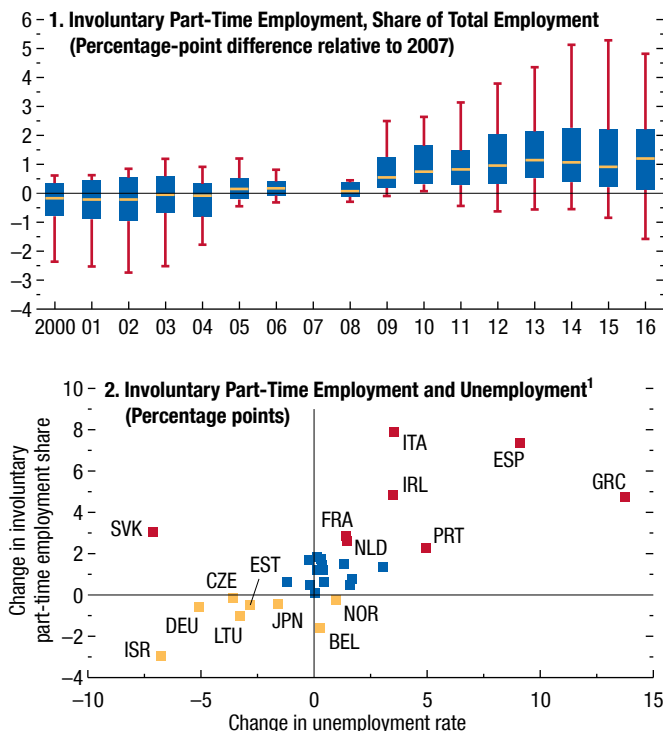 1. Involuntary Part-Time Employment, Share of Total Employment
(Percentage-point difference relative to 2007)
6
5
4
3
2
1
0
–1
–2
–3
–4
2000 01 02 03 04 05 06 07 08 09 10 11 12 13 14 15 16
2. Involuntary Part-Time Employment and Unemployment¹
(Percentage points)
Change in involuntary
part-time employment share
10
8
6
4
2
0
–2
–4
ITA
ESP
IRL
GRC
FRA
SVK
NLD
PRT
EST
CZE
DEU
LTU
JPN
NOR
BEL
ISR
–10 –5 0 5 10 15
Change in unemployment rate